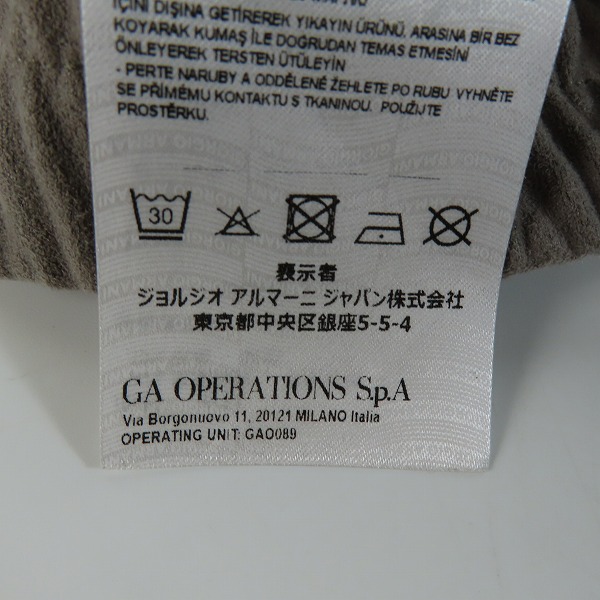 İÇİNİ DIŞINA GETİREREK YIKAYIN ÜRÜNÜ, ARASINA BİR BEZ
KOYARAK KUMAŞ İLE DOĞRUDAN TEMAS ETMESİNİ
ÖNLEYEREK TERSTEN ÜTÜLEYİN
- PERTE NARUBY A ODDĚLENĚ ŽEHLETE PO RUBU VYHNĚTE
SE PŘÍMÉMU KONTAKTU S TKANINOU. POUŽIJTE
PROSTĚRKU.
30
表示者
ジョルジオ アルマーニ ジャパン株式会社
東京都中央区銀座5-5-4
GA OPERATIONS S.p.A
Via Borgonuovo 11, 20121 MILANO Italia
OPERATING UNIT: GAO089